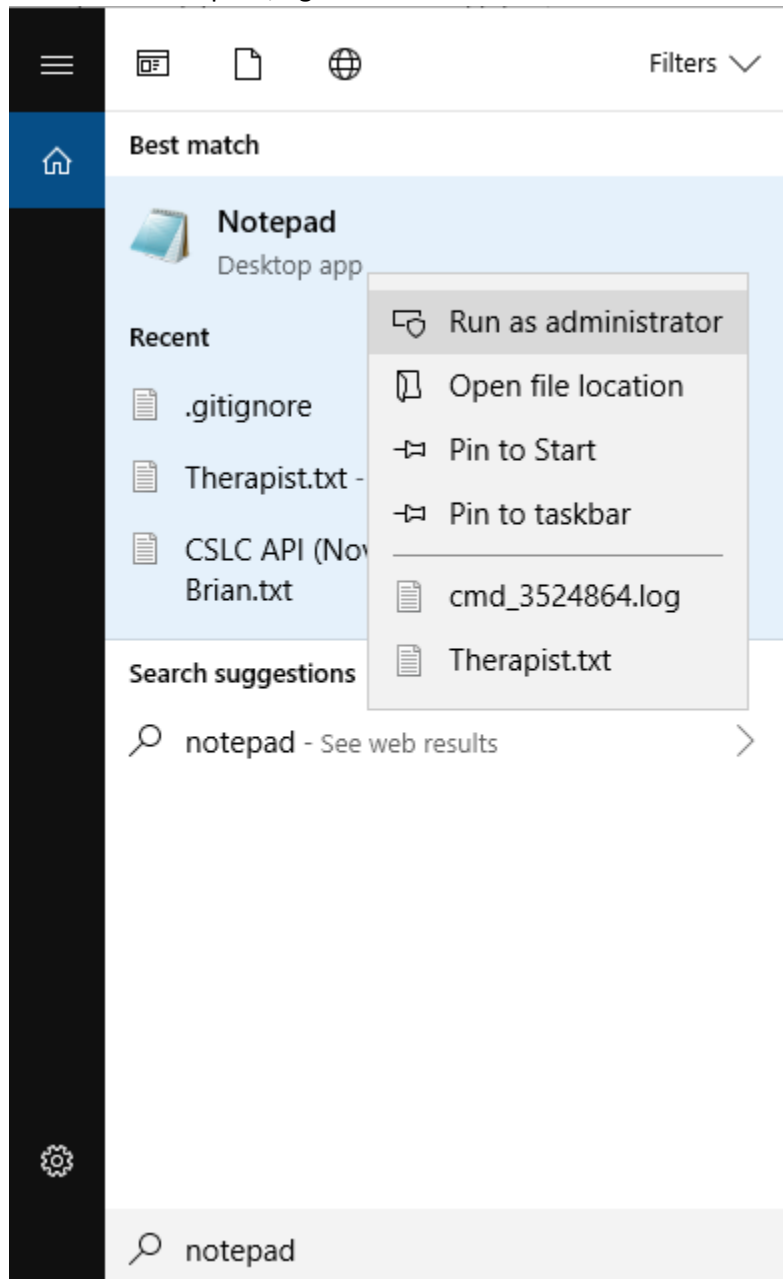 Filters
Best match
Notepad
Desktop app
Recent
.gitignore
Therapist.txt -
CSLC API (Nov
Brian.txt
Run as administrator
Open file location
Pin to Start
Pin to taskbar
cmd_3524864.log
Therapist.txt
Search suggestions
notepad - See web results
notepad